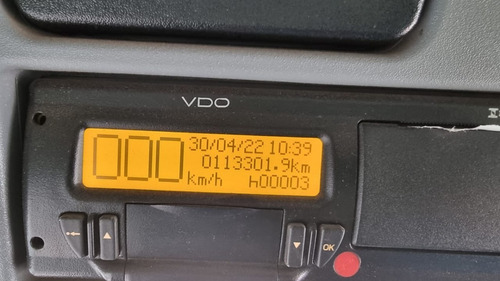 VDO
30/04/22 10:39
000 0113301.9km
km/h h00003
OK